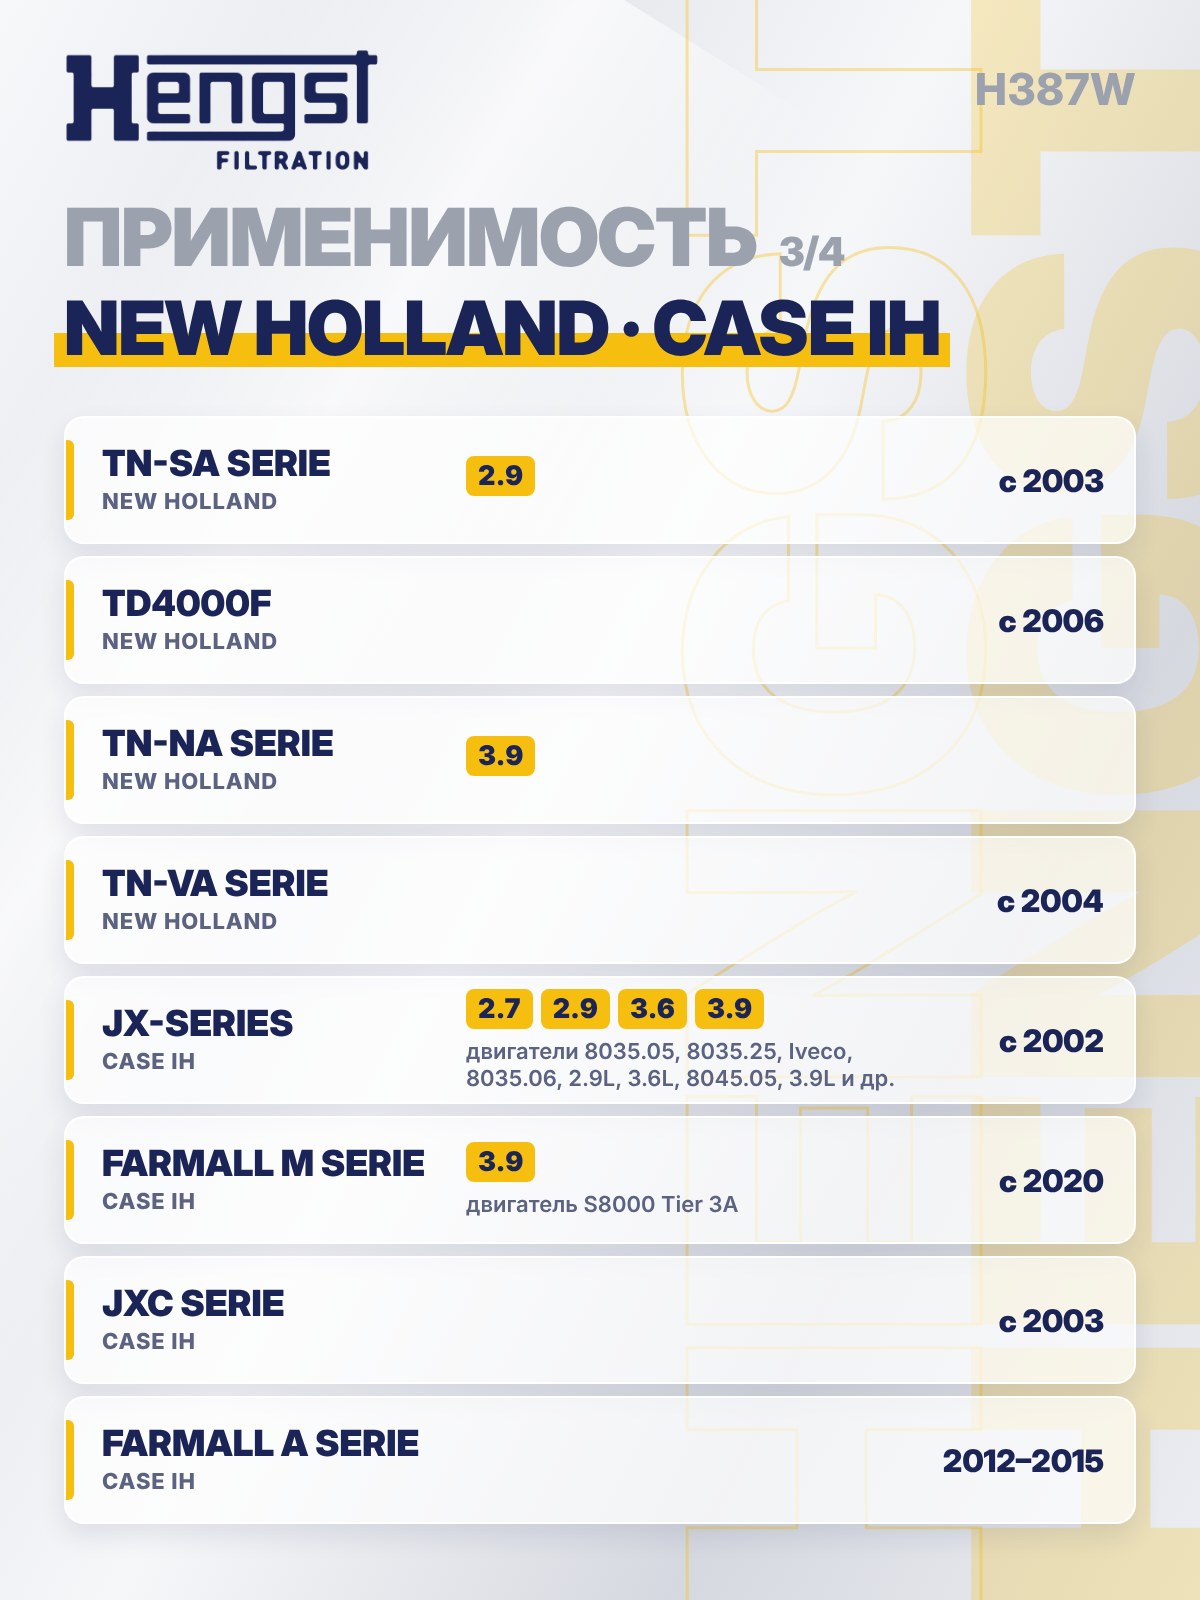 Hengst
FILTRATION
H387W
ПРИМЕНИМОСТЬ 3/4
NEW HOLLAND · CASE IH
TN-SA SERIE
NEW HOLLAND
2.9
с 2003
TD4000F
NEW HOLLAND
с 2006
TN-NA SERIE
NEW HOLLAND
3.9
TN-VA SERIE
NEW HOLLAND
с 2004
JX-SERIES
CASE IH
2.7 2.9 3.6 3.9
двигатели 8035.05, 8035.25, Iveco,
8035.06, 2.9L, 3.6L, 8045.05, 3.9L и др.
с 2002
FARMALL M SERIE
CASE IH
3.9
двигатель S8000 Tier 3A
с 2020
JXC SERIE
CASE IH
с 2003
FARMALL A SERIE
CASE IH
2012–2015
HENGST
HENGST